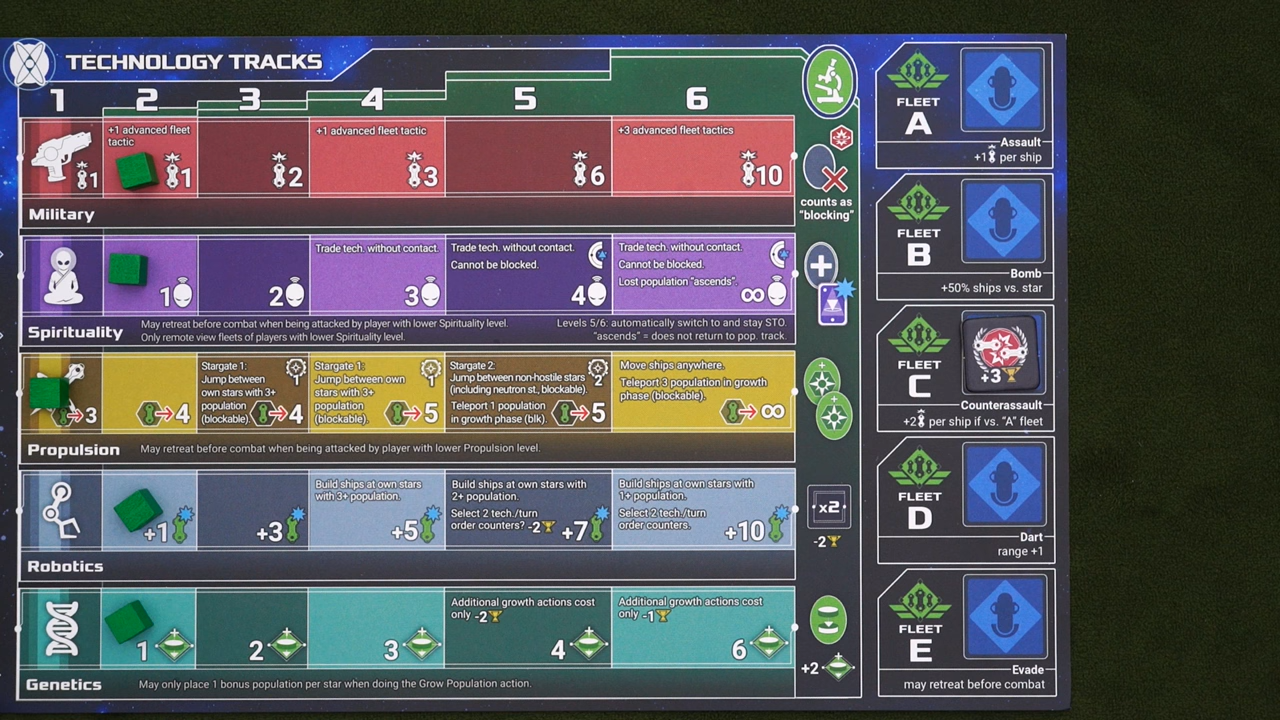 TECHNOLOGY TRACKS
1 2 3 4 5 6
+1 advanced fleet
tactic
+1 advanced fleet tactic
+3 advanced fleet tactics
1 1 2 3 6 10
Military
counts as
"blocking"
Trade tech. without contact.
Trade tech. without contact.
Cannot be blocked.
Trade tech. without contact.
Cannot be blocked.
Lost population "ascends".
1 2 3 4 ∞
Spirituality
May retreat before combat when being attacked by player with lower Spirituality level.
Only remote view fleets of players with lower Spirituality level.
Levels 5/6: automatically switch to and stay STO.
"ascends" = does not return to pop. track.
Stargate 1:
Jump between
own stars with 3+
population
(blockable).
1
Stargate 1:
Jump between own
stars with 3+
population
(blockable).
1
Stargate 2:
Jump between non-hostile stars
(including neutron st., blockable).
Teleport 1 population
in growth phase (blk).
2
Move ships anywhere.
Teleport 3 population in growth
phase (blockable).
3 4 4 5 5 ∞
Propulsion
May retreat before combat when being attacked by player with lower Propulsion level.
Build ships at own stars
with 3+ population.
Build ships at own stars with
2+ population.
Select 2 tech./turn
order counters? -2
Build ships at own stars with
1+ population.
Select 2 tech./turn
order counters.
+1 +3 +5 +7 +10
x2
-2
Robotics
Additional growth actions cost
only -2
Additional growth actions cost
only -1
1 2 3 4 6
+2
Genetics
May only place 1 bonus population per star when doing the Grow Population action.
FLEET
A
Assault
+1 per ship
FLEET
B
Bomb
+50% ships vs. star
FLEET
C
+3
Counterassault
+2 per ship if vs. "A" fleet
FLEET
D
Dart
range +1
FLEET
E
Evade
may retreat before combat